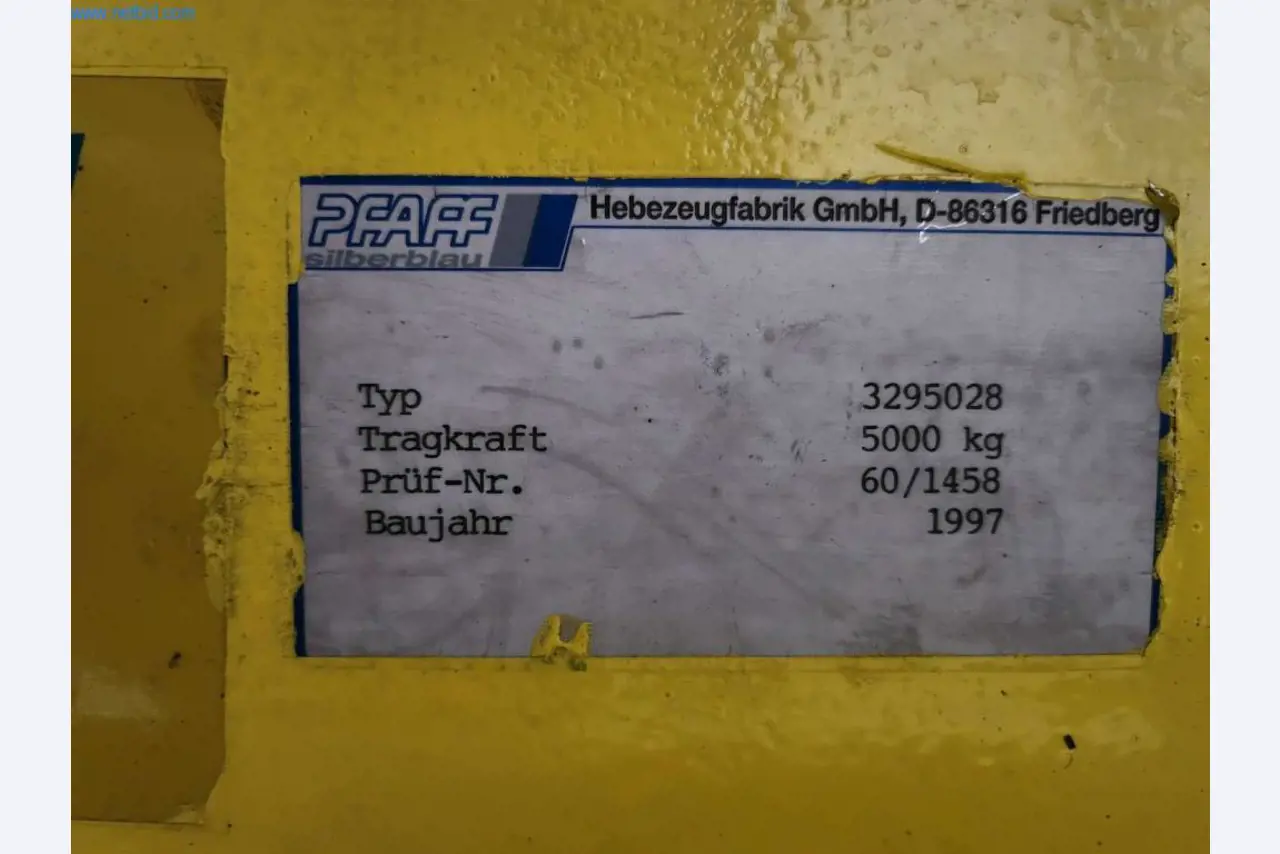 www.netbid.com
PFAFF
silberblau
Hebezeugfabrik GmbH, D-86316 Friedberg
Typ 3295028
Tragkraft 5000 kg
Prüf-Nr. 60/1458
Baujahr 1997